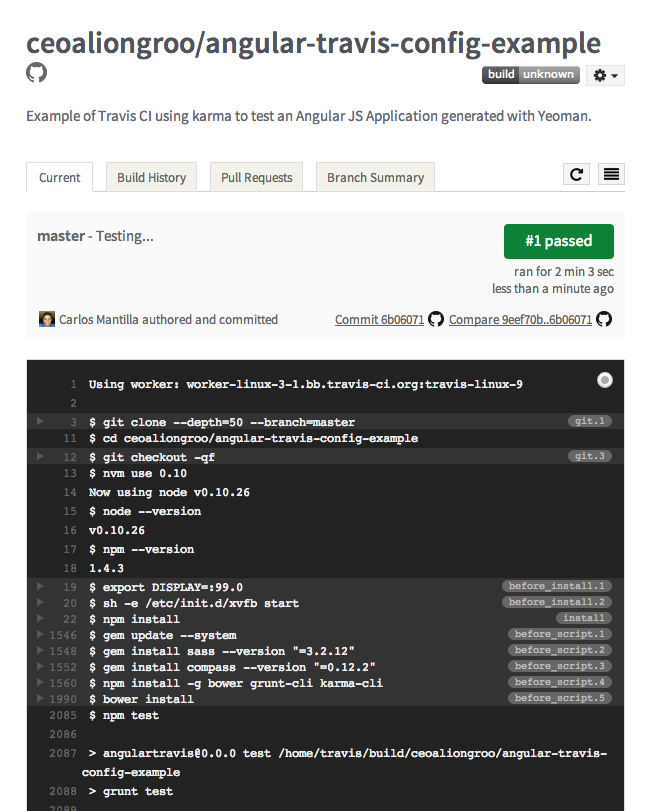 ceoaliongroo/angular-travis-config-example
build unknown
Example of Travis CI using karma to test an Angular JS Application generated with Yeoman.
Current Build History Pull Requests Branch Summary
master - Testing...
#1 passed
ran for 2 min 3 sec
less than a minute ago
Carlos Mantilla authored and committed Commit 6b06071 Compare 9eef70b..6b06071
1 Using worker: worker-linux-3-1.bb.travis-ci.org:travis-linux-9
2
3 $ git clone --depth=50 --branch=master git.1
11 $ cd ceoaliongroo/angular-travis-config-example
12 $ git checkout -qf git.3
13 $ nvm use 0.10
14 Now using node v0.10.26
15 $ node --version
16 v0.10.26
17 $ npm --version
18 1.4.3
19 $ export DISPLAY=:99.0 before_install.1
20 $ sh -e /etc/init.d/xvfb start before_install.2
22 $ npm install install
1546 $ gem update --system before_script.1
1548 $ gem install sass --version "=3.2.12" before_script.2
1552 $ gem install compass --version "=0.12.2" before_script.3
1560 $ npm install -g bower grunt-cli karma-cli before_script.4
1990 $ bower install before_script.5
2085 $ npm test
2086
2087 > angulartravis@0.0.0 test /home/travis/build/ceoaliongroo/angular-travis-
config-example
2088 > grunt test
2089